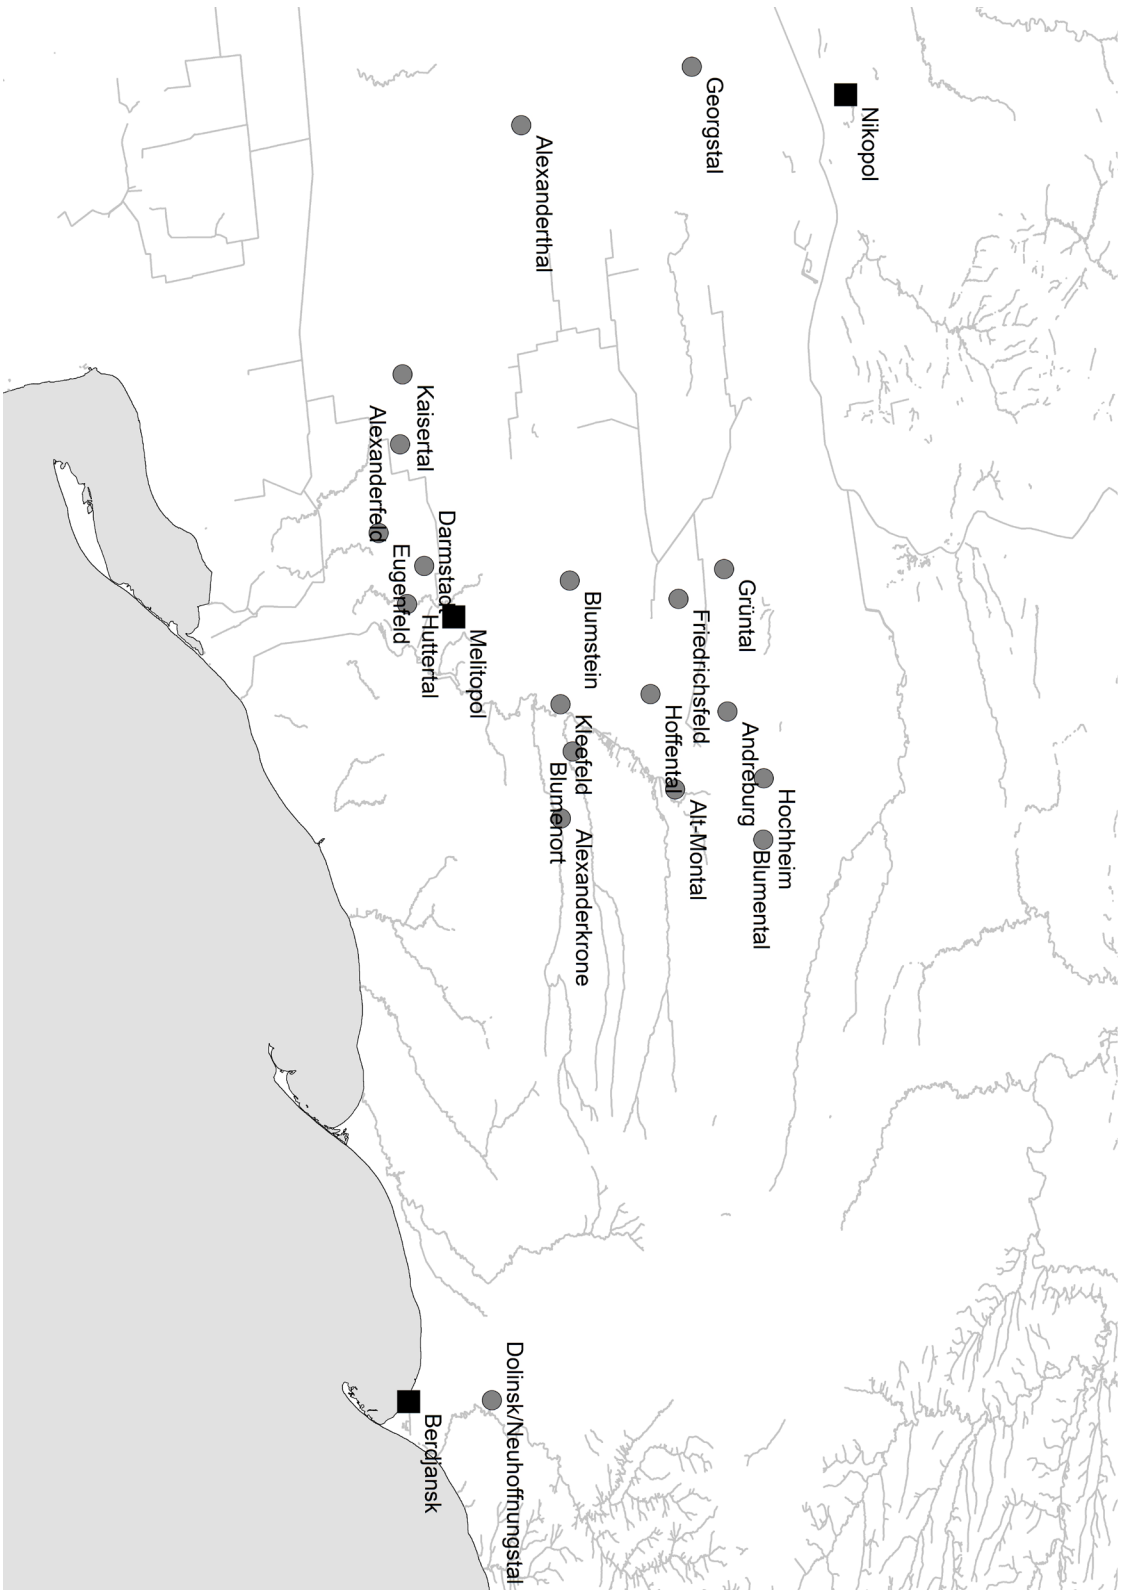 Nikopol
Georgstal
Alexanderthal
Grüntal
Friedrichsfeld
Andreburg
Hochheim
Blumental
Hoffental
Alt-Montal
Blumstein
Kleefeld
Blumenort
Alexanderkrone
Kaisertal
Alexanderfeld
Darmstadt
Eugenfeld
Huttertal
Melitopol
Dolinsk/Neuhoffnungstal
Berdjansk